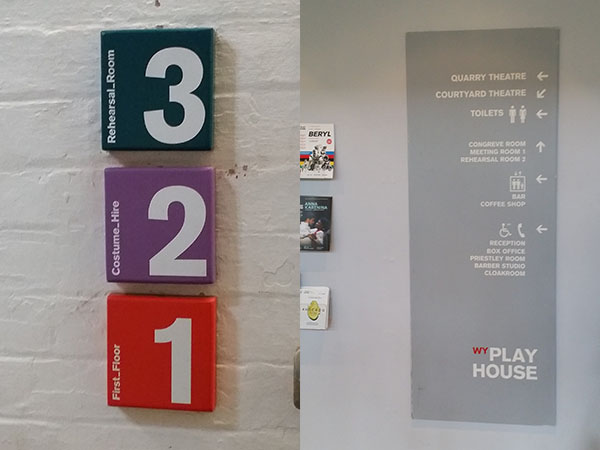 Rehearsal_Room
3
Costume_Hire
2
First_Floor
1
BERYL
ANNA
KARENINA
QUARRY THEATRE
COURTYARD THEATRE
TOILETS
CONGREVE ROOM
MEETING ROOM 1
REHEARSAL ROOM 2
BAR
COFFEE SHOP
RECEPTION
BOX OFFICE
PRIESTLEY ROOM
BARBER STUDIO
CLOAKROOM
WY PLAY
HOUSE